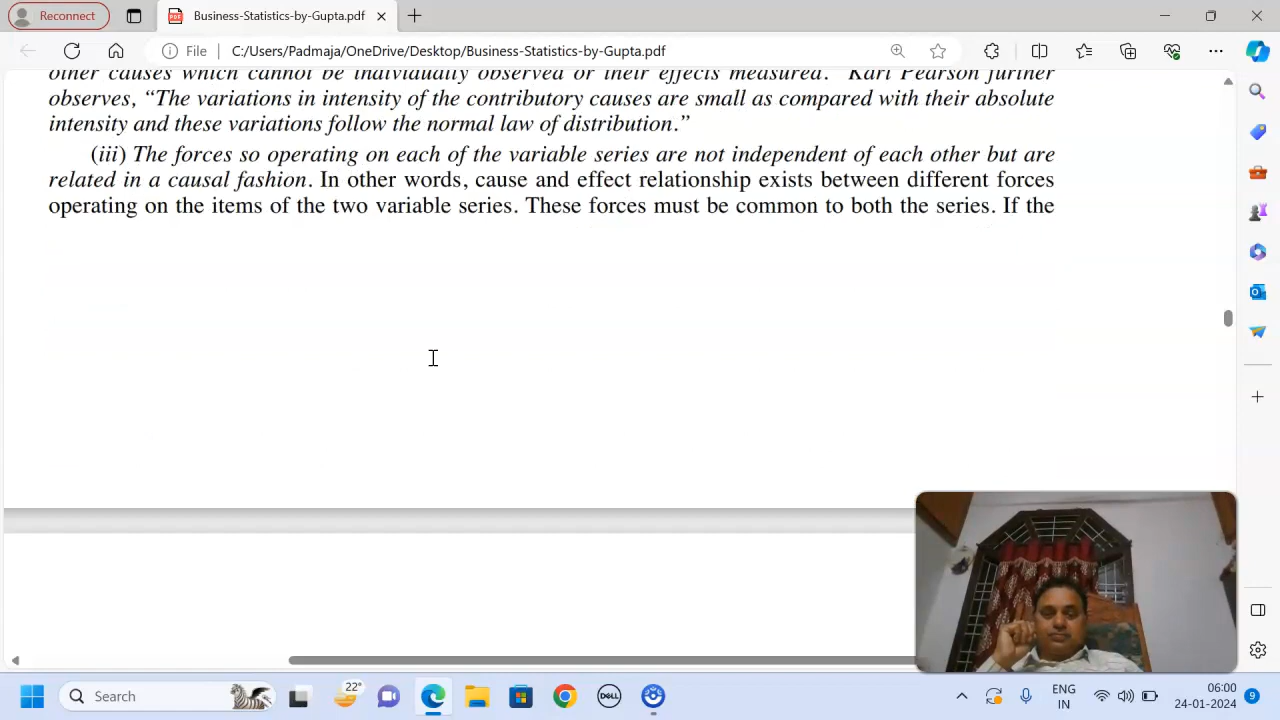 Reconnect
Business-Statistics-by-Gupta.pdf
File
C:/Users/Padmaja/OneDrive/Desktop/Business-Statistics-by-Gupta.pdf
other causes which cannot be individually observed or their effects measured.” Karl Pearson further
observes, “The variations in intensity of the contributory causes are small as compared with their absolute
intensity and these variations follow the normal law of distribution.”
(iii) The forces so operating on each of the variable series are not independent of each other but are
related in a causal fashion. In other words, cause and effect relationship exists between different forces
operating on the items of the two variable series. These forces must be common to both the series. If the
Search
22°
DELL
ENG
IN
06:00
24-01-2024
9